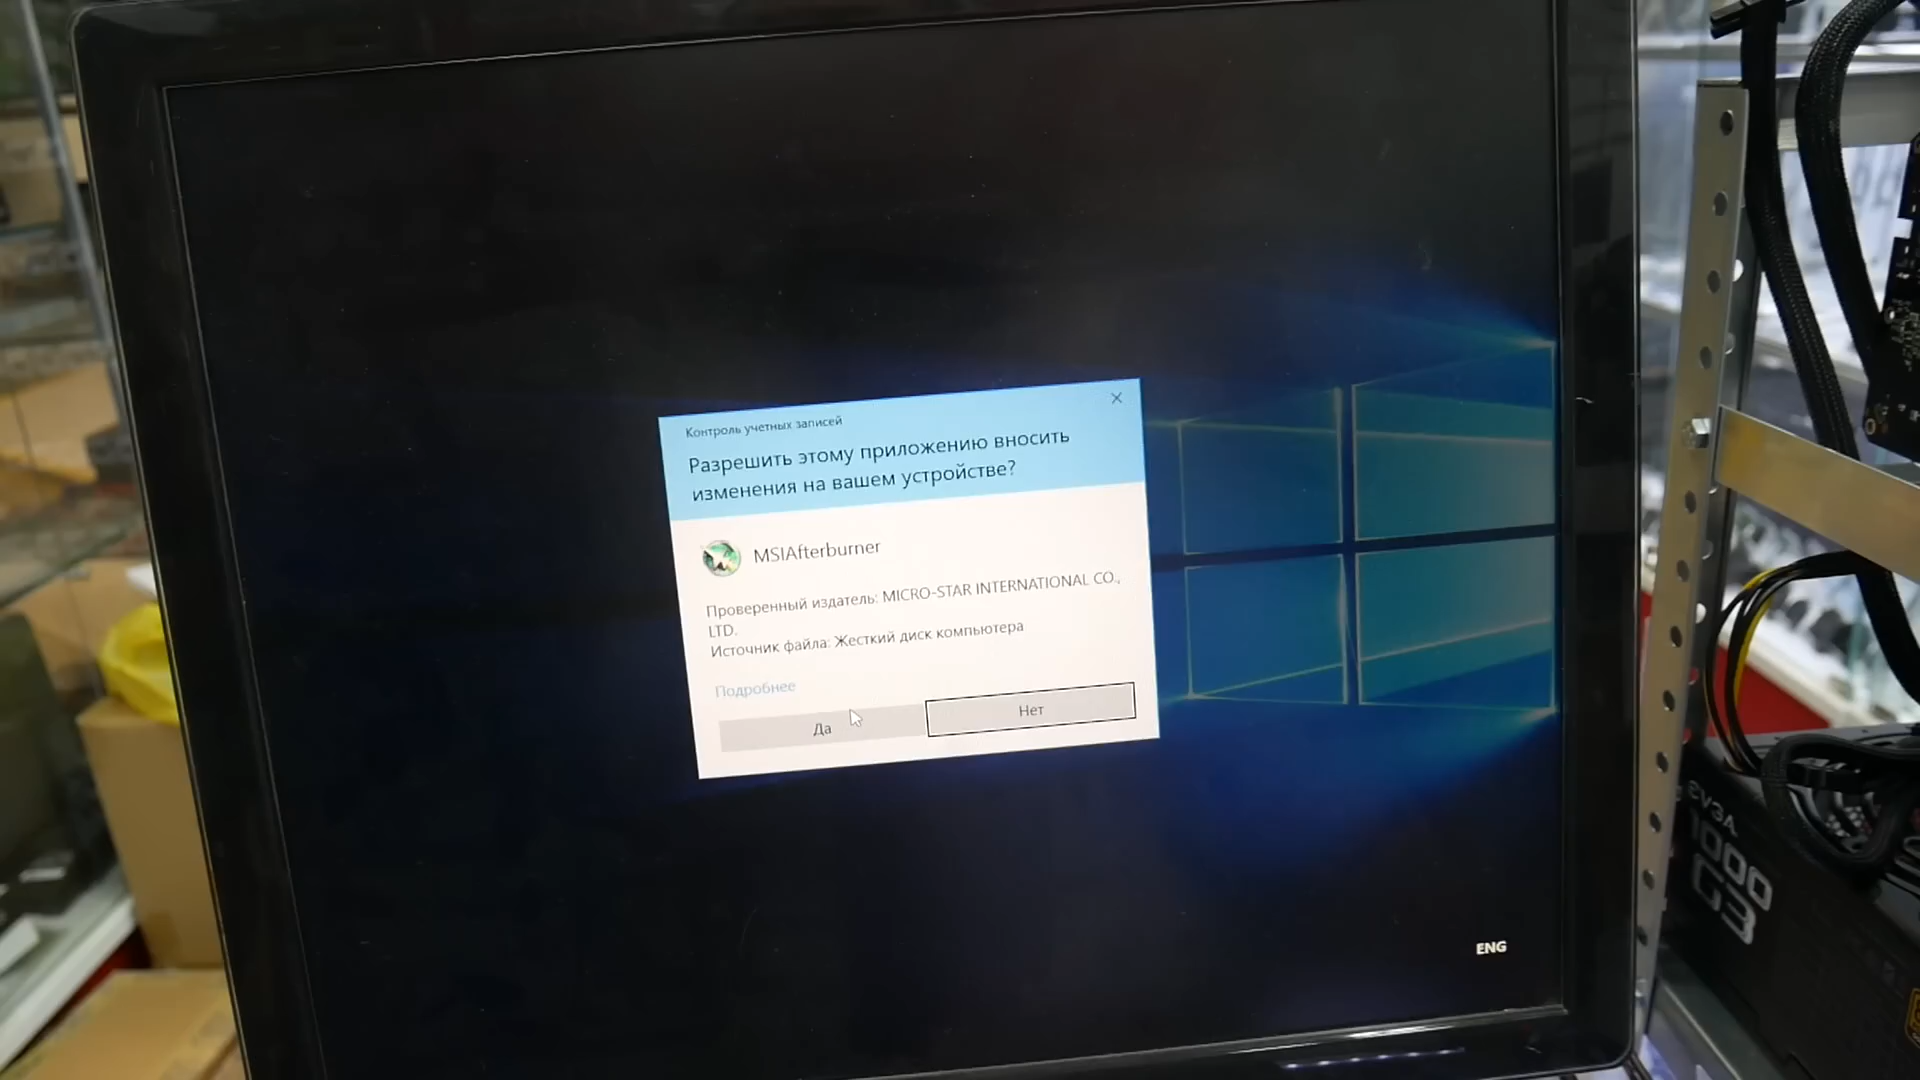 Контроль учетных записей
Разрешить этому приложению вносить
изменения на вашем устройстве?
MSIAfterburner
Проверенный издатель: MICRO-STAR INTERNATIONAL CO.,
LTD.
Источник файла: Жесткий диск компьютера
Подробнее
Да
Нет
ENG
EVGA
1000
G3